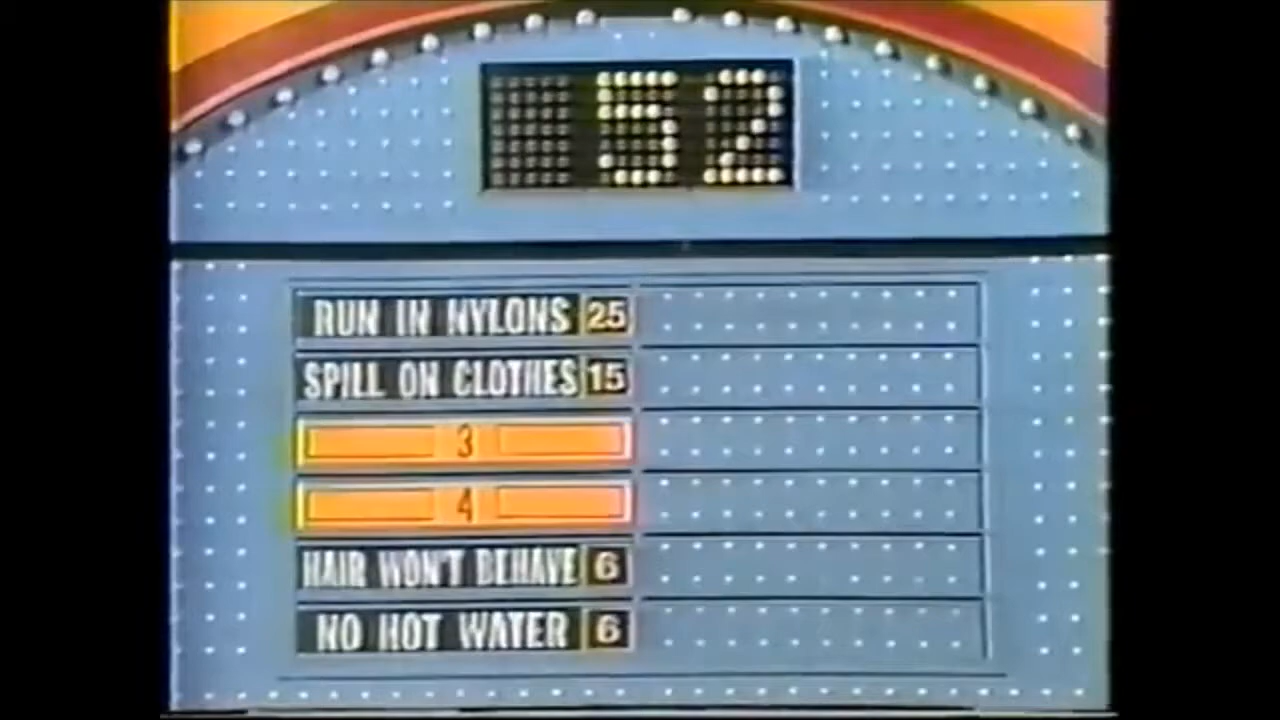 52
RUN IN NYLONS 25
SPILL ON CLOTHES 15
3
4
HAIR WON'T BEHAVE 6
NO HOT WATER 6